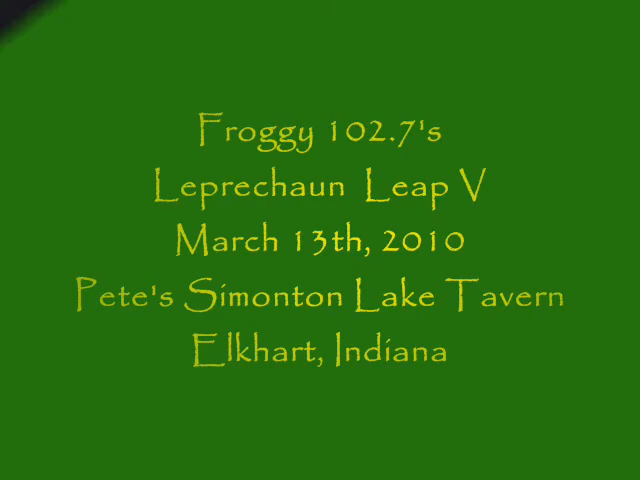 Froggy 102.7's
Leprechaun Leap V
March 13th, 2010
Pete's Simonton Lake Tavern
Elkhart, Indiana